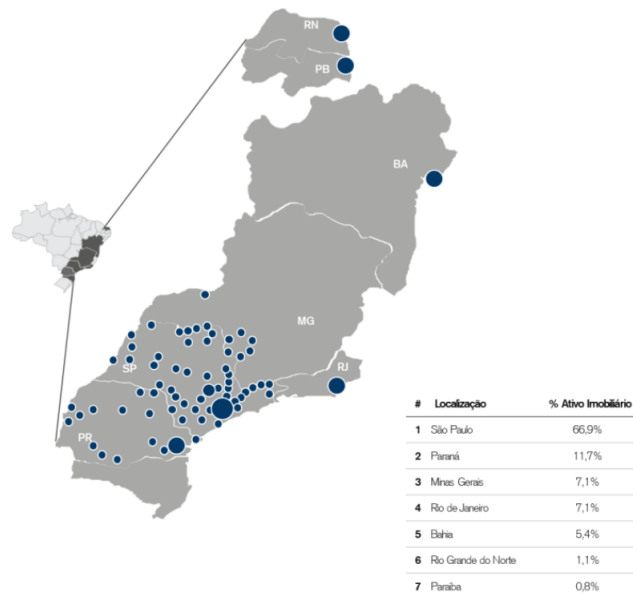 RN
PB
BA
MG
RJ
SP
PR
# Localização % Ativo Imobiliário
1 São Paulo 66,9%
2 Paraná 11,7%
3 Minas Gerais 7,1%
4 Rio de Janeiro 7,1%
5 Bahia 5,4%
6 Rio Grande do Norte 1,1%
7 Paraíba 0,8%